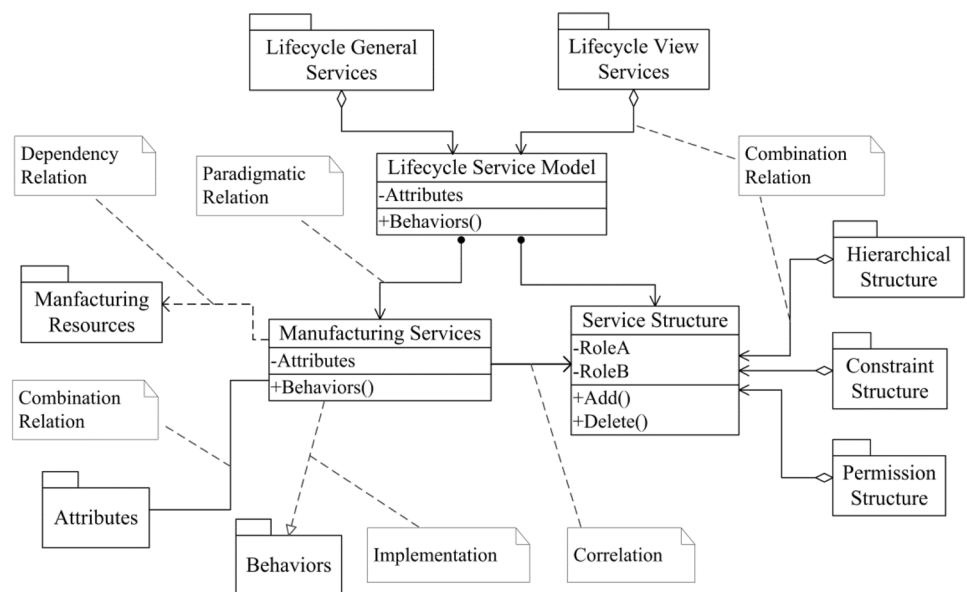 Lifecycle General
Services
Lifecycle View
Services
Dependency
Relation
Paradigmatic
Relation
Lifecycle Service Model
-Attributes
+Behaviors()
Combination
Relation
Hierarchical
Structure
Manfacturing
Resources
Manufacturing Services
-Attributes
+Behaviors()
Service Structure
-RoleA
-RoleB
+Add()
+Delete()
Constraint
Structure
Combination
Relation
Permission
Structure
Attributes
Behaviors
Implementation
Correlation